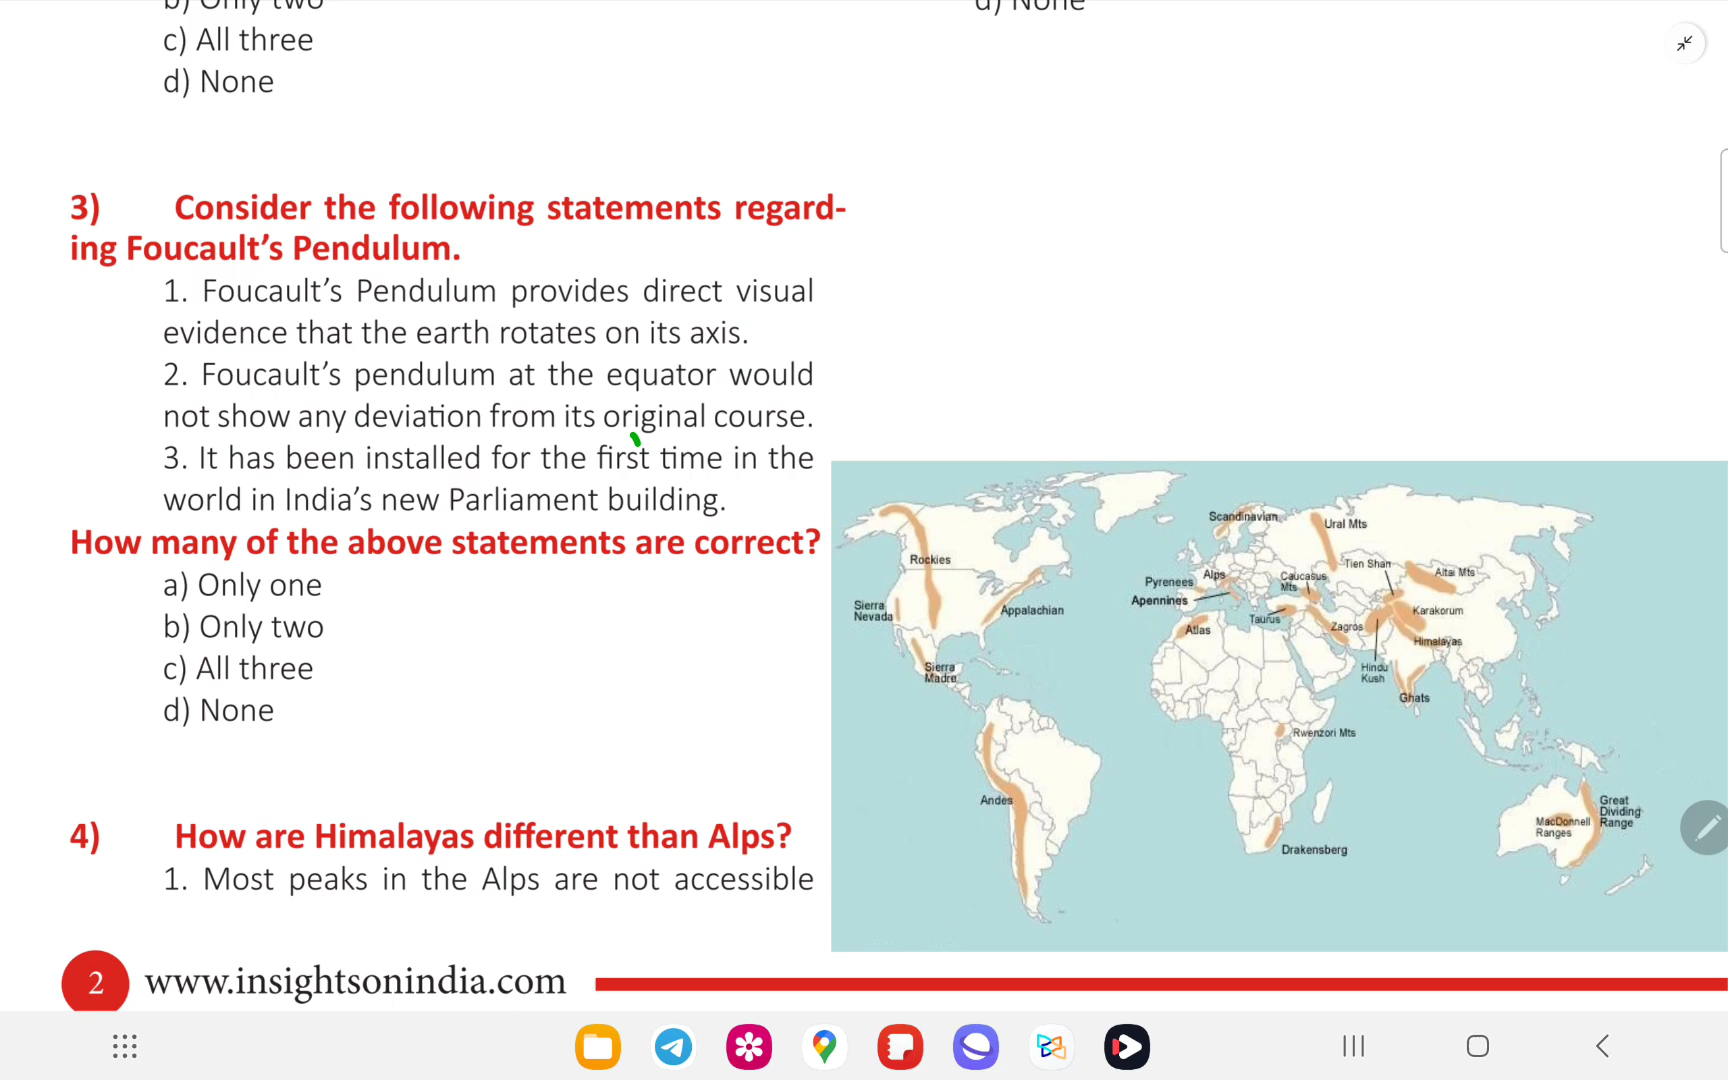 b) Only two
d) None
c) All three
d) None
3) Consider the following statements regard-
ing Foucault’s Pendulum.
1. Foucault’s Pendulum provides direct visual
evidence that the earth rotates on its axis.
2. Foucault’s pendulum at the equator would
not show any deviation from its original course.
3. It has been installed for the first time in the
world in India’s new Parliament building.
How many of the above statements are correct?
a) Only one
b) Only two
c) All three
d) None
4) How are Himalayas different than Alps?
1. Most peaks in the Alps are not accessible
Scandinavian
Ural Mts
Rockies
Tien Shan
Altai Mts
Pyrenees
Alps
Caucasus
Mts
Apennines
Sierra
Nevada
Appalachian
Karakorum
Taurus
Zagros
Atlas
Himalayas
Sierra
Madre
Hindu
Kush
Ghats
Rwenzori Mts
Andes
Great
Dividing
Range
MacDonnell
Ranges
Drakensberg
2 www.insightsonindia.com